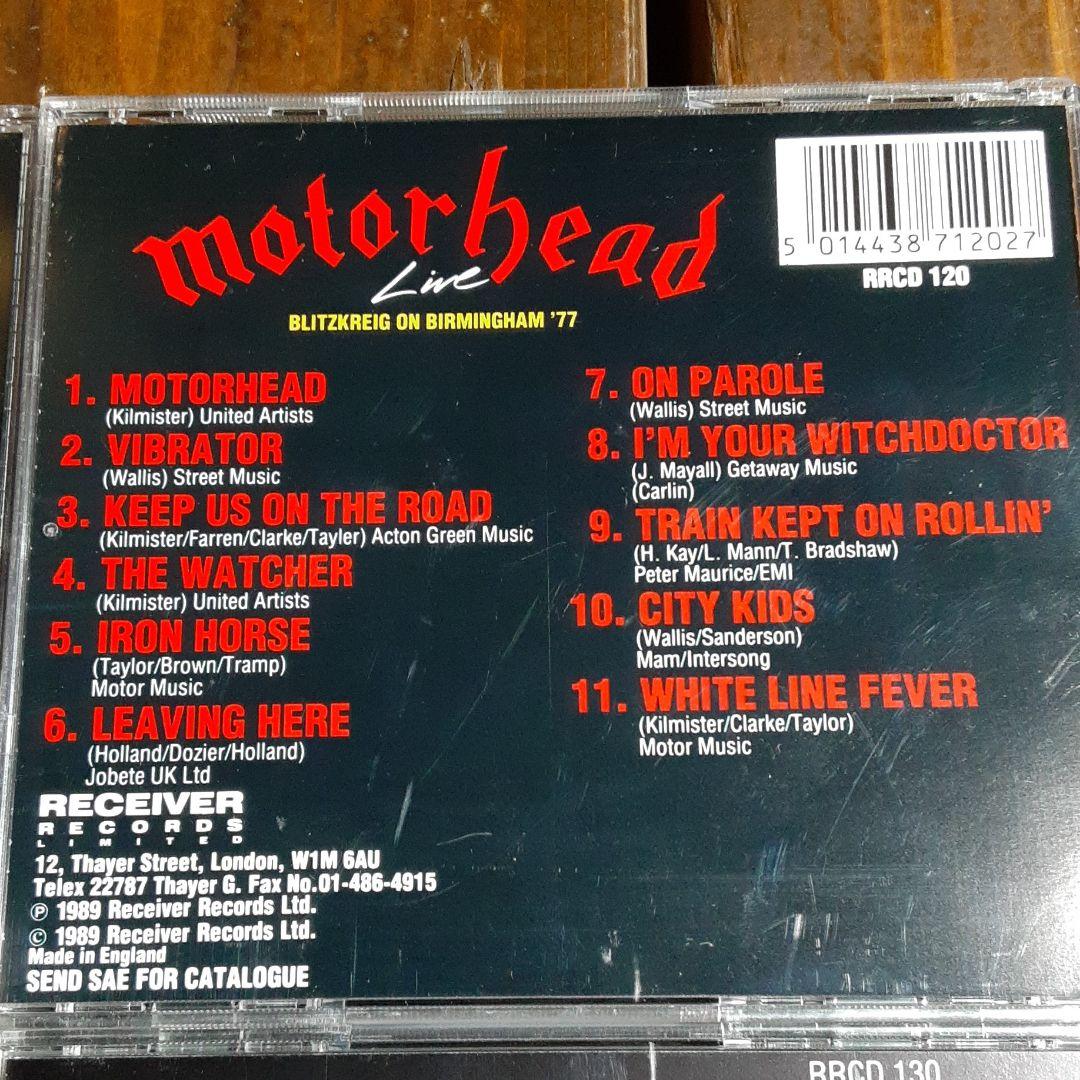 motorhead
Live
BLITZKREIG ON BIRMINGHAM '77
5 014438 712027
RRCD 120
1. MOTORHEAD
(Kilmister) United Artists
2. VIBRATOR
(Wallis) Street Music
3. KEEP US ON THE ROAD
(Kilmister/Farren/Clarke/Tayler) Acton Green Music
4. THE WATCHER
(Kilmister) United Artists
5. IRON HORSE
(Taylor/Brown/Tramp)
Motor Music
6. LEAVING HERE
(Holland/Dozier/Holland)
Jobete UK Ltd
7. ON PAROLE
(Wallis) Street Music
8. I'M YOUR WITCHDOCTOR
(J. Mayall) Getaway Music
(Carlin)
9. TRAIN KEPT ON ROLLIN'
(H. Kay/L. Mann/T. Bradshaw)
Peter Maurice/EMI
10. CITY KIDS
(Wallis/Sanderson)
Mam/Intersong
11. WHITE LINE FEVER
(Kilmister/Clarke/Taylor)
Motor Music
RECEIVER
RECORDS
LIMITED
12, Thayer Street, London, W1M 6AU
Telex 22787 Thayer G. Fax No.01-486-4915
℗ 1989 Receiver Records Ltd.
© 1989 Receiver Records Ltd.
Made in England
SEND SAE FOR CATALOGUE
RRCD 130